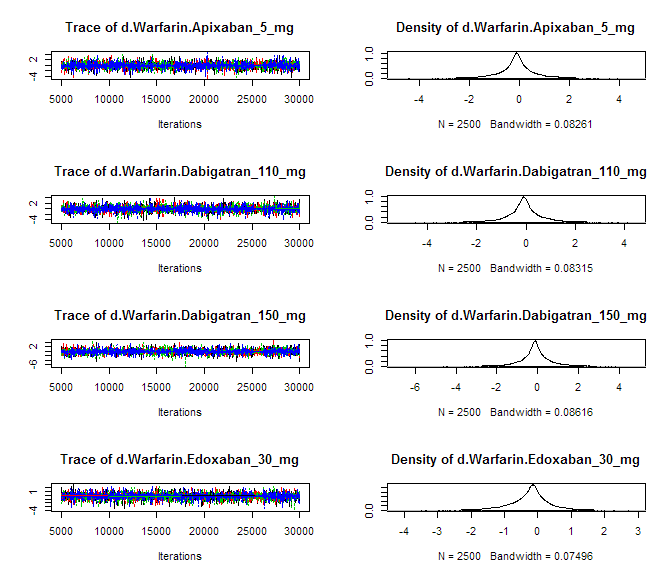 Trace of d.Warfarin.Apixaban_5_mg
-4 2
5000 10000 15000 20000 25000 30000
Iterations
Density of d.Warfarin.Apixaban_5_mg
0.0 1.0
-4 -2 0 2 4
N = 2500 Bandwidth = 0.08261
Trace of d.Warfarin.Dabigatran_110_mg
-4 2
5000 10000 15000 20000 25000 30000
Iterations
Density of d.Warfarin.Dabigatran_110_mg
0.0 1.0
-4 -2 0 2 4
N = 2500 Bandwidth = 0.08315
Trace of d.Warfarin.Dabigatran_150_mg
-6 2
5000 10000 15000 20000 25000 30000
Iterations
Density of d.Warfarin.Dabigatran_150_mg
0.0 1.0
-6 -4 -2 0 2 4
N = 2500 Bandwidth = 0.08616
Trace of d.Warfarin.Edoxaban_30_mg
-4 1
5000 10000 15000 20000 25000 30000
Iterations
Density of d.Warfarin.Edoxaban_30_mg
0.0
-4 -3 -2 -1 0 1 2 3
N = 2500 Bandwidth = 0.07496